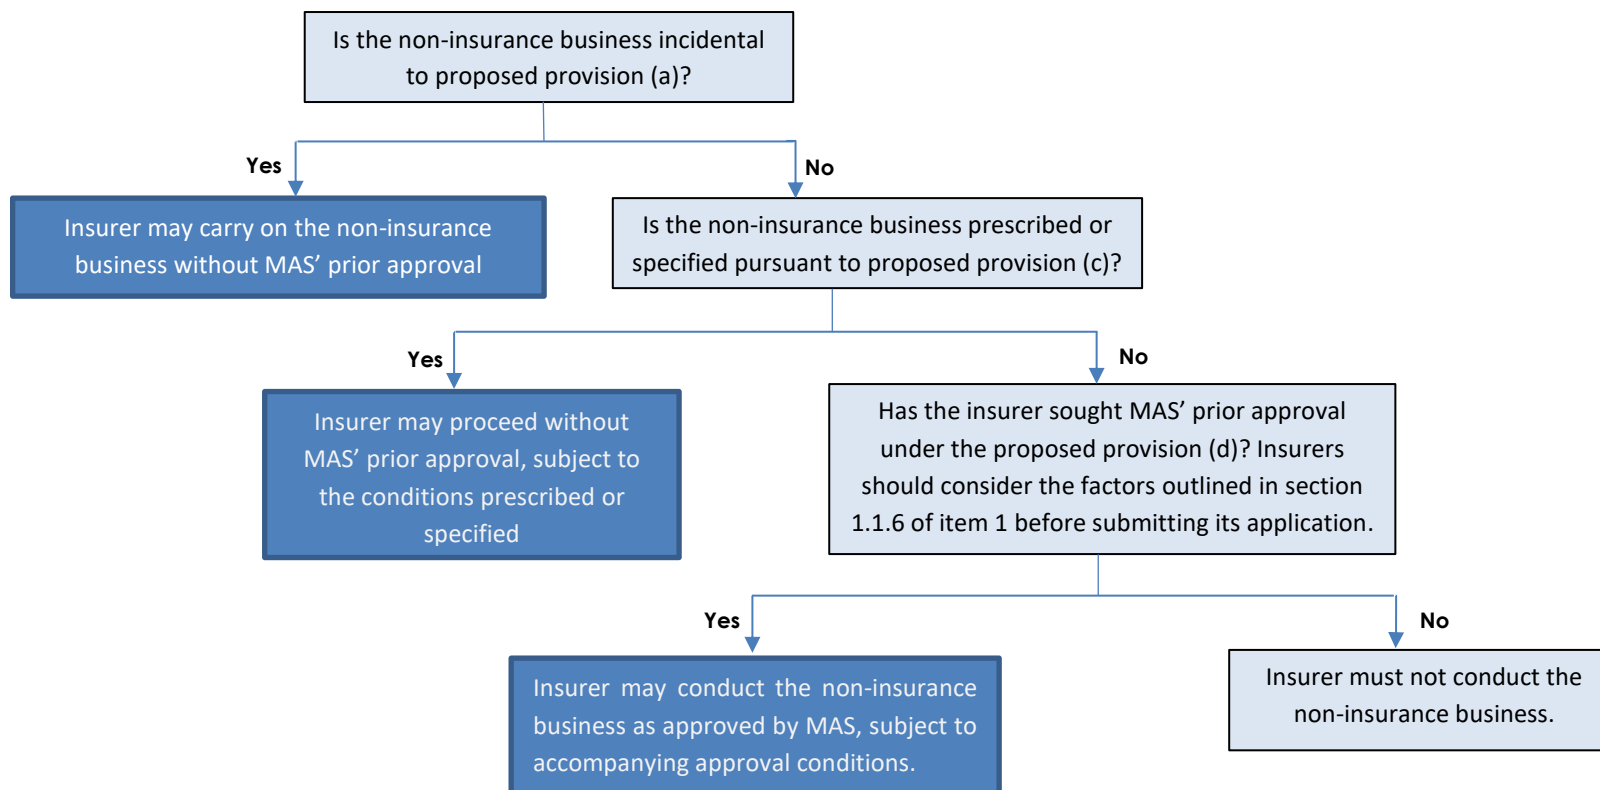 Is the non-insurance business incidental
to proposed provision (a)?
Yes
No
Insurer may carry on the non-insurance
business without MAS’ prior approval
Is the non-insurance business prescribed or
specified pursuant to proposed provision (c)?
Yes
No
Insurer may proceed without
MAS’ prior approval, subject to
the conditions prescribed or
specified
Has the insurer sought MAS’ prior approval
under the proposed provision (d)? Insurers
should consider the factors outlined in section
1.1.6 of item 1 before submitting its application.
Yes
No
Insurer may conduct the non-insurance
business as approved by MAS, subject to
accompanying approval conditions.
Insurer must not conduct the
non-insurance business.